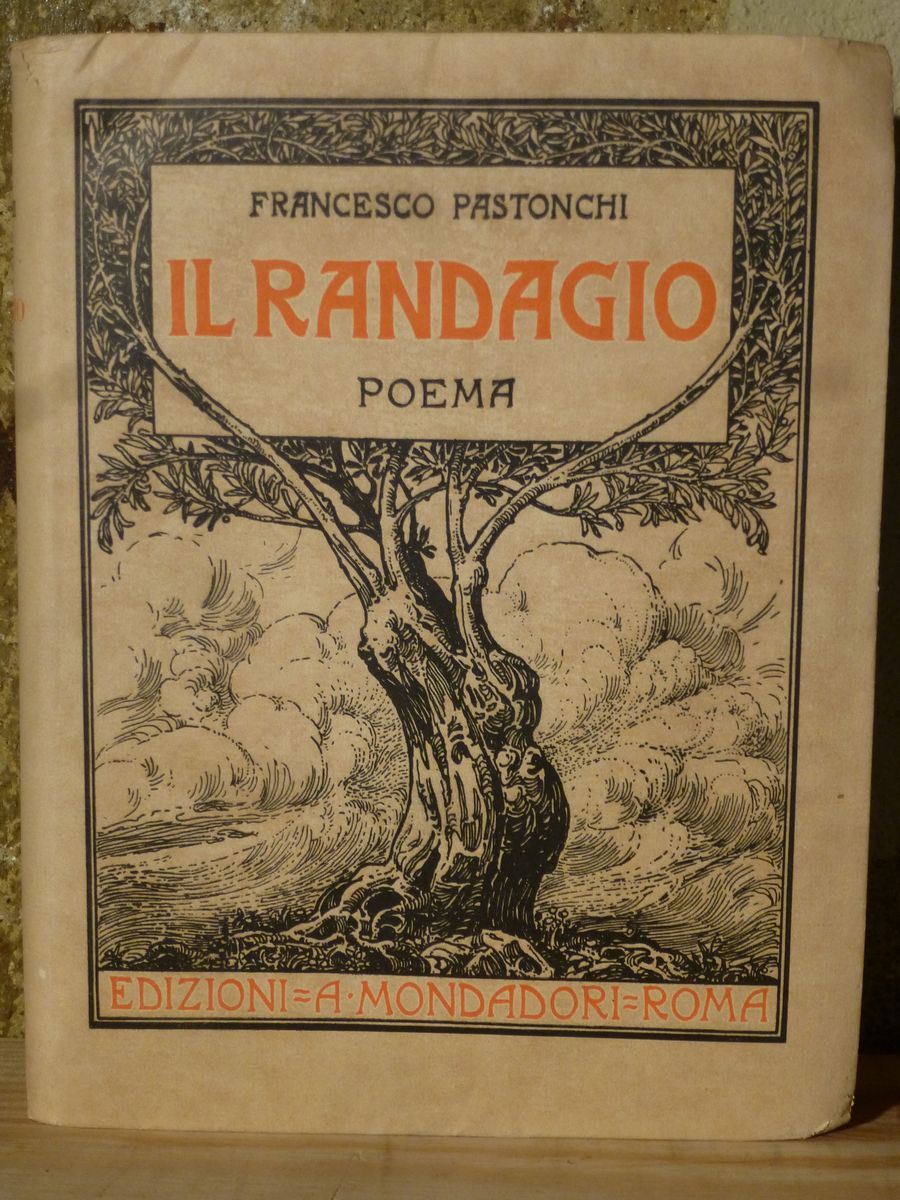 FRANCESCO PASTONCHI
IL RANDAGIO
POEMA
EDIZIONI=A·MONDADORI=ROMA